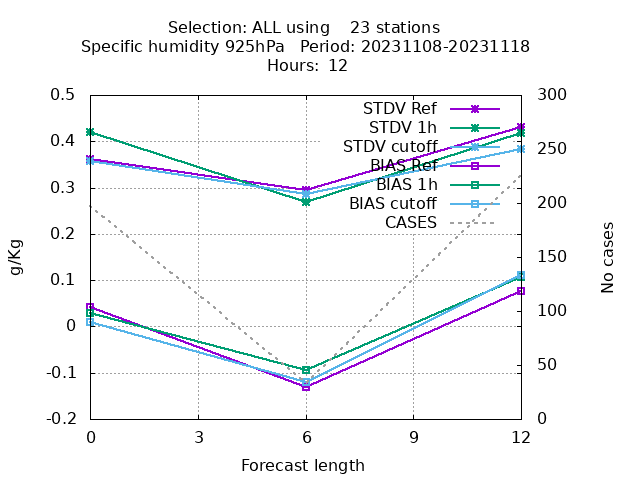 Selection: ALL using    23 stations
Specific humidity 925hPa   Period: 20231108-20231118
Hours:  12
0.5
0.4
0.3
0.2
0.1
0
-0.1
-0.2
g/Kg
300
250
200
150
100
50
0
No cases
STDV Ref
STDV 1h
STDV cutoff
BIAS Ref
BIAS 1h
BIAS cutoff
CASES
0 3 6 9 12
Forecast length